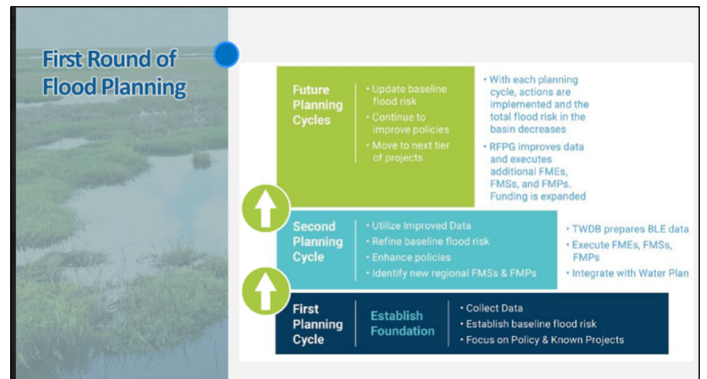 First Round of
Flood Planning
Future
Planning
Cycles
• Update baseline
flood risk
• Continue to
improve policies
• Move to next tier
of projects
• With each planning
cycle, actions are
implemented and the
total flood risk in the
basin decreases
• RFPG improves data
and executes
additional FMEs,
FMSs, and FMPs.
Funding is expanded
Second
Planning
Cycle
• Utilize Improved Data
• Refine baseline flood risk
• Enhance policies
• Identify new regional FMSs & FMPs
• TWDB prepares BLE data
• Execute FMEs, FMSs,
FMPs
• Integrate with Water Plan
First
Planning
Cycle
Establish
Foundation
• Collect Data
• Establish baseline flood risk
• Focus on Policy & Known Projects